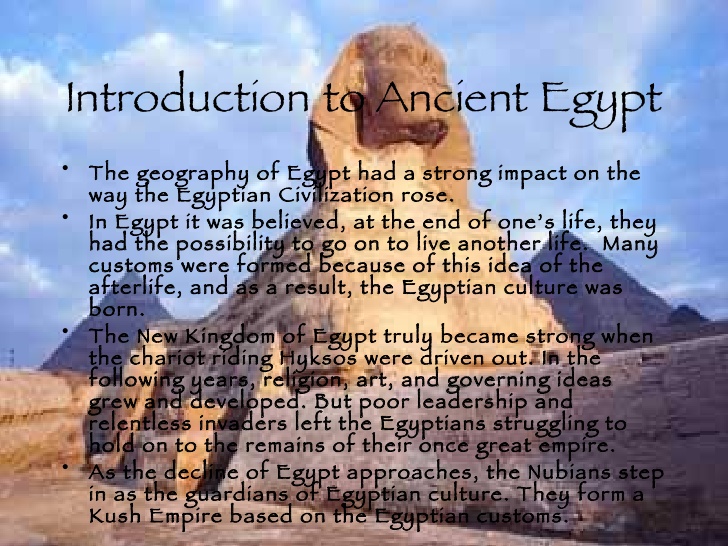 Introduction to Ancient Egypt
• The geography of Egypt had a strong impact on the
way the Egyptian Civilization rose.
• In Egypt it was believed, at the end of one's life, they
had the possibility to go on to live another life. Many
customs were formed because of this idea of the
afterlife, and as a result, the Egyptian culture was
born.
• The New Kingdom of Egypt truly became strong when
the chariot riding Hyksos were driven out. In the
following years, religion, art, and governing ideas
grew and developed. But poor leadership and
relentless invaders left the Egyptians struggling to
hold on to the remains of their once great empire.
• As the decline of Egypt approaches, the Nubians step
in as the guardians of Egyptian culture. They form a
Kush Empire based on the Egyptian customs.